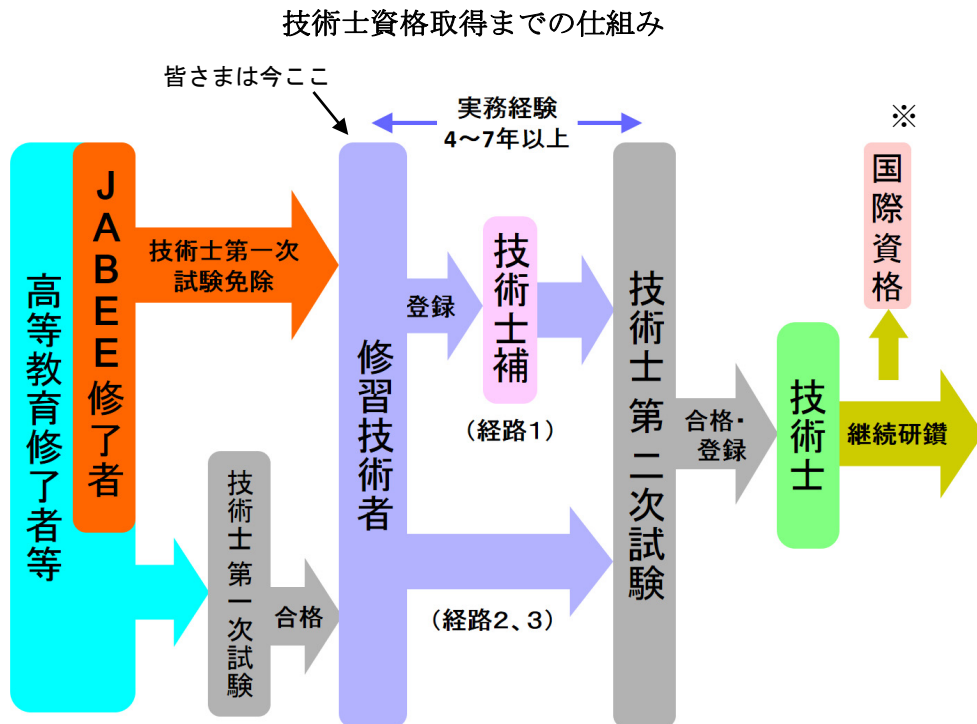 技術士資格取得までの仕組み
皆さまは今ここ
実務経験
4～7年以上
※
国際資格
高等教育修了者等
JABEE修了者
技術士第一次
試験免除
修習技術者
登録
技術士補
（経路1）
技術士 第二次試験
合格・
登録
技術士
継続研鑽
技術士 第一次試験
合格
（経路2、3）